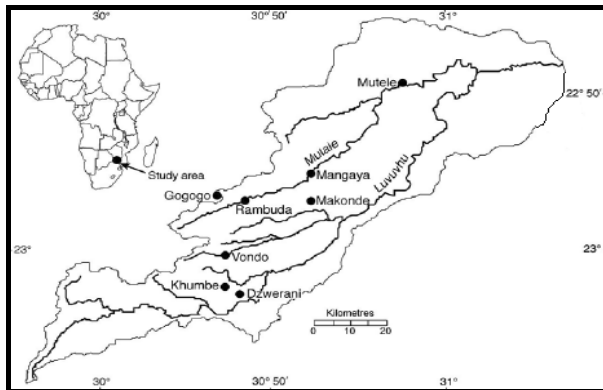 30° 30° 50' 31°
Mutele
22° 50'
Mutale
Study area
Mangaya
Luvuvhu
Gogogo
Rambuda
Makonde
23° 23°
Vondo
Khumbe
Dzwerani
Kilometres
0 10 20
30° 30° 50' 31°